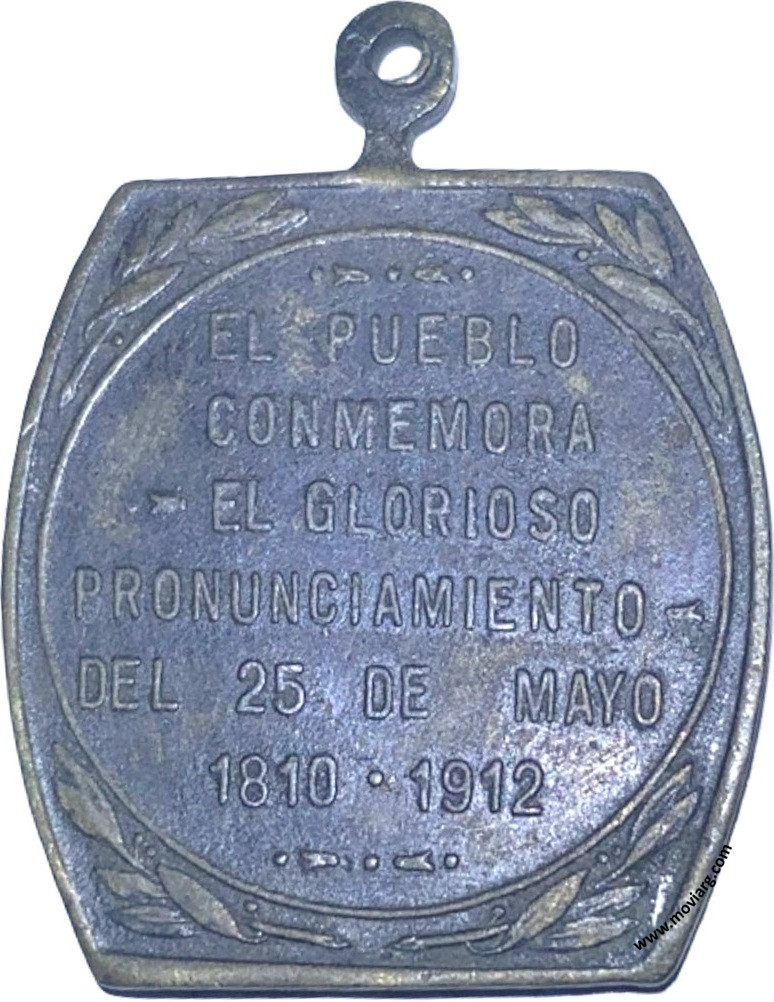 EL PUEBLO
CONMEMORA
EL GLORIOSO
PRONUNCIAMIENTO
DEL 25 DE MAYO
1810 · 1912
www.moviarg.com